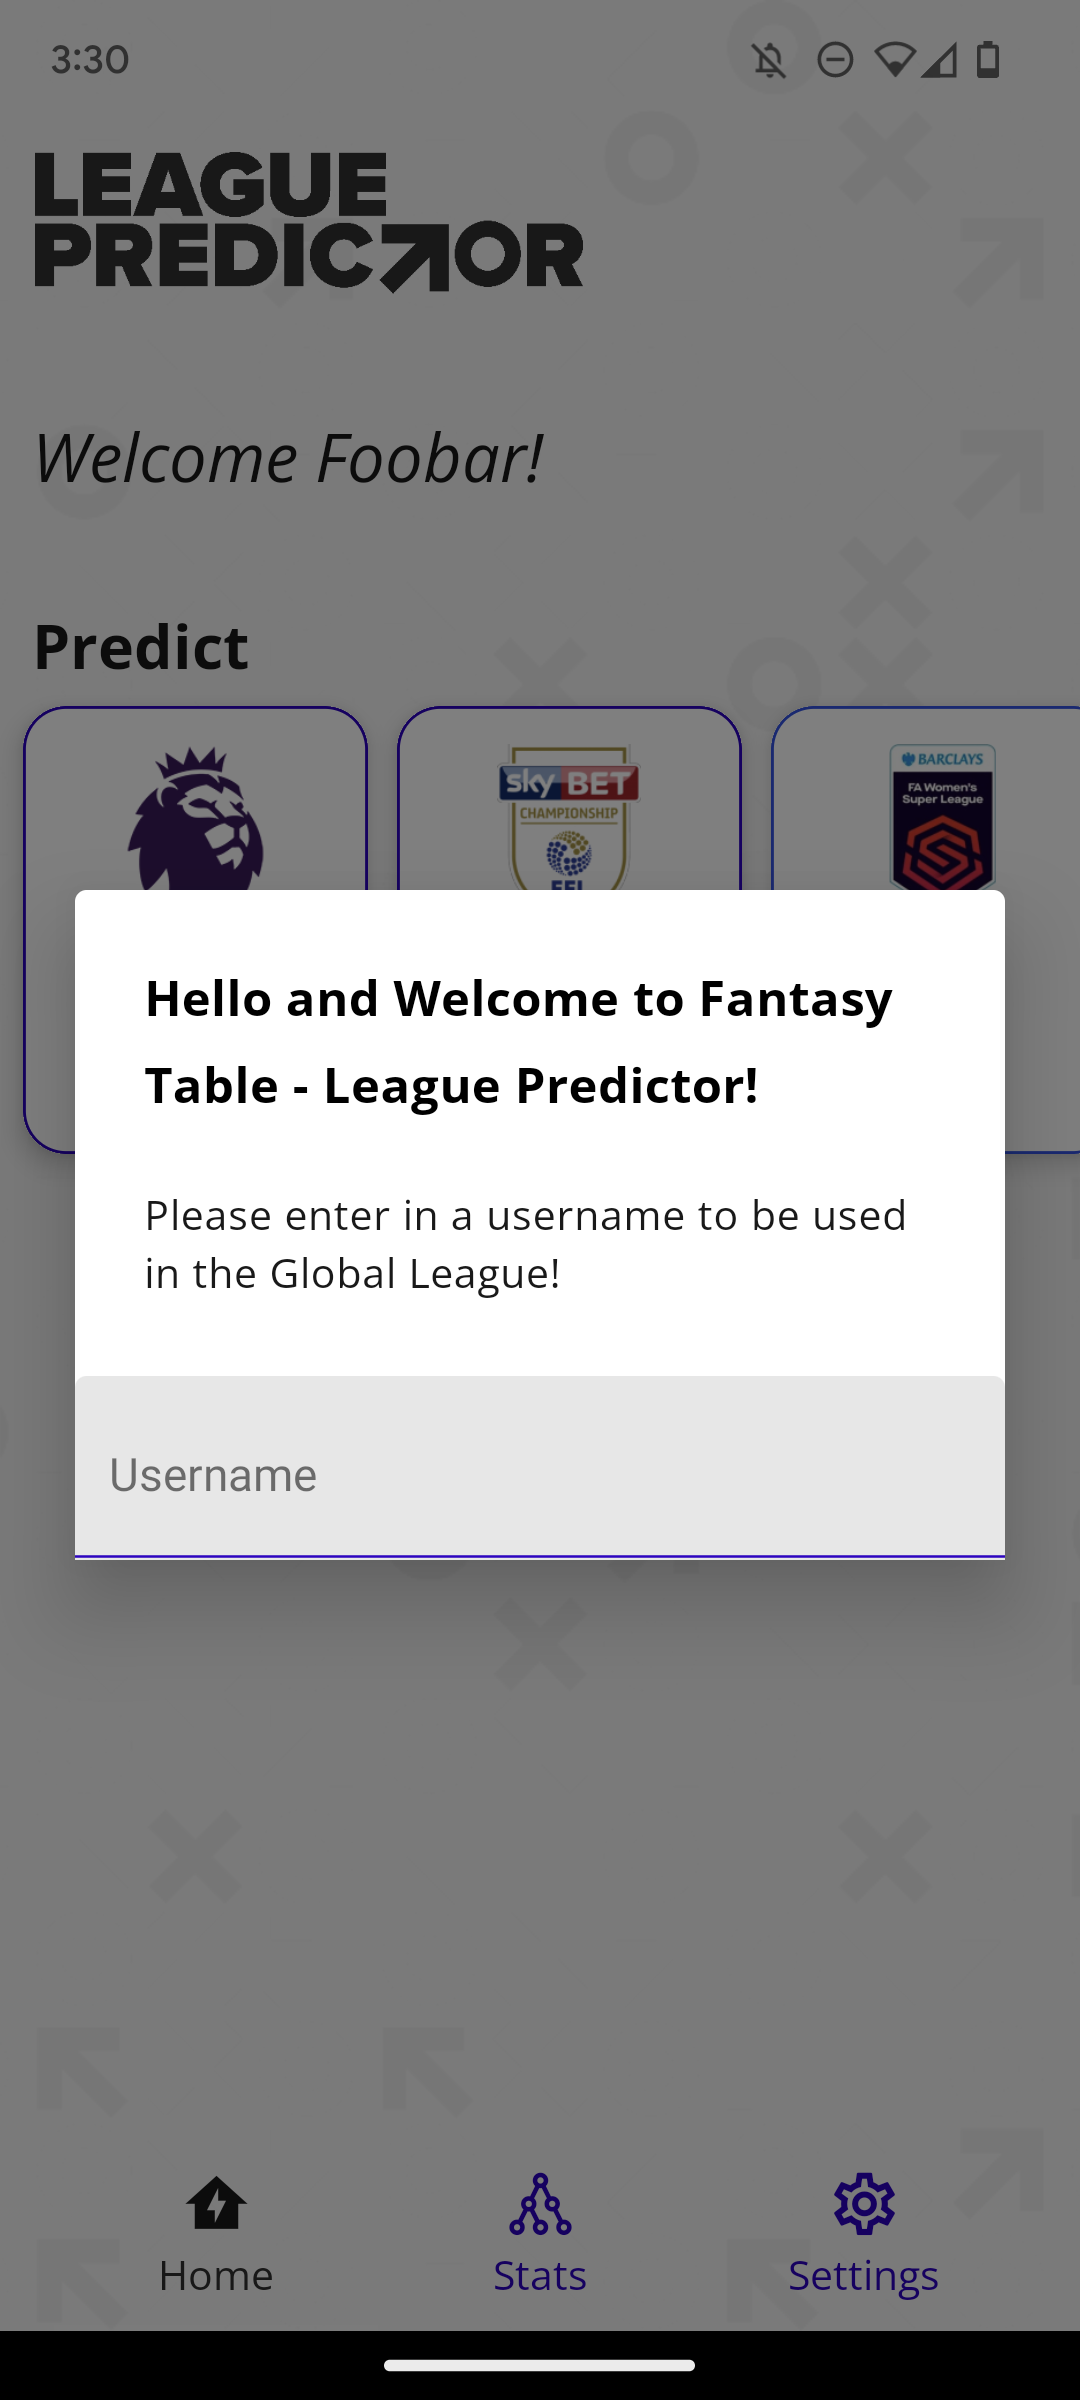 3:30
LEAGUE
PREDICTOR
Welcome Foobar!
Predict
sky BET
CHAMPIONSHIP
EFL
BARCLAYS
FA Women's
Super League
Hello and Welcome to Fantasy
Table - League Predictor!
Please enter in a username to be used
in the Global League!
Username
Home
Stats
Settings